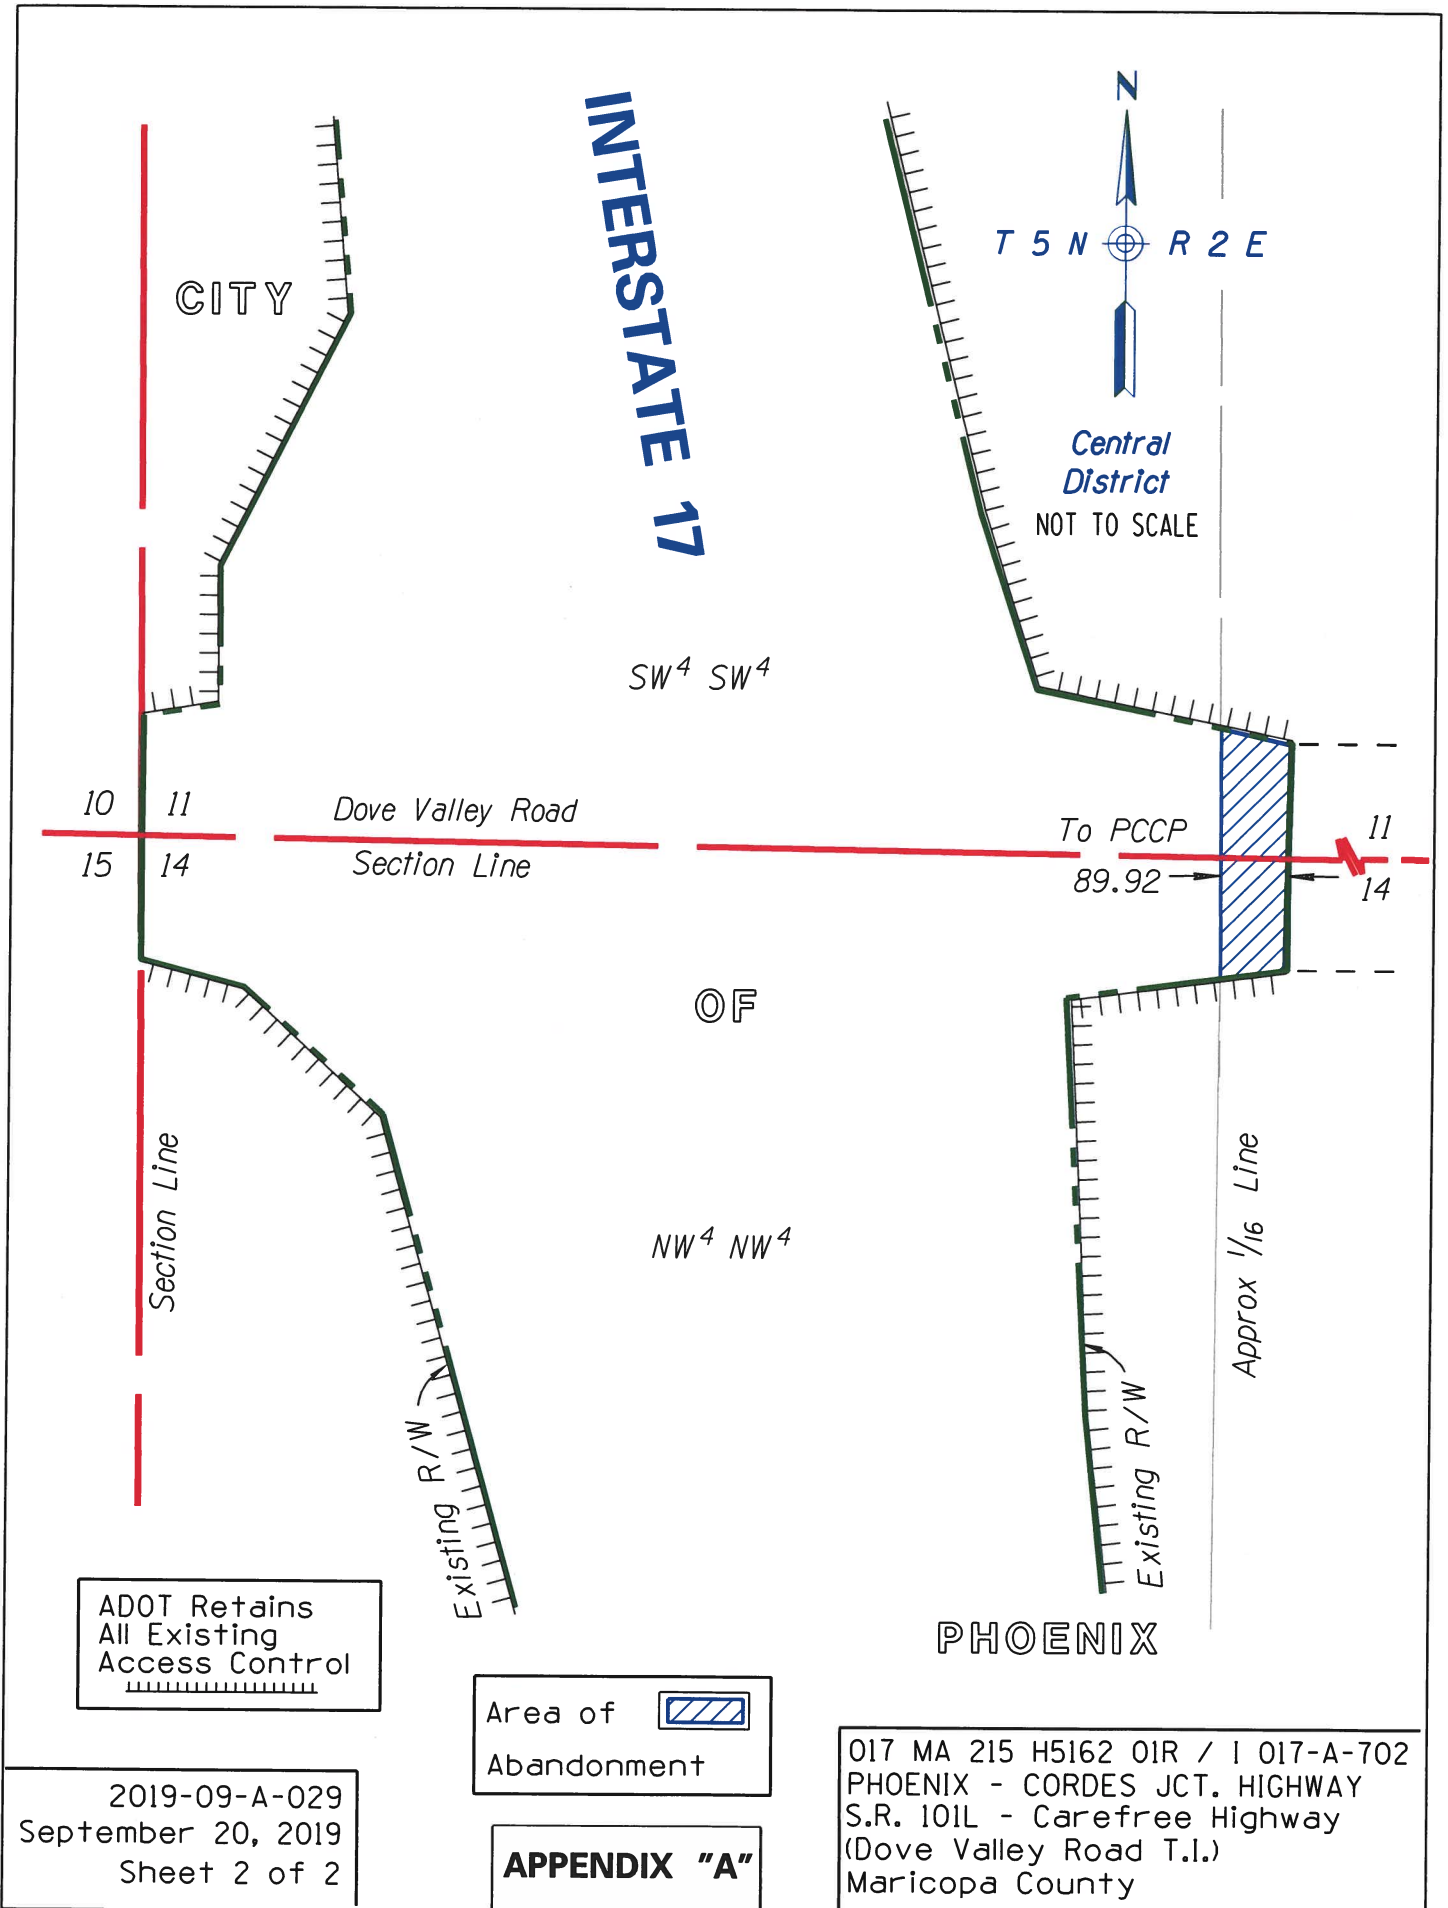 N
T 5 N R 2 E
Central
District
NOT TO SCALE
INTERSTATE 17
CITY
SW⁴ SW⁴
10 11
Dove Valley Road
To PCCP
11
15 14
Section Line
89.92
14
OF
NW⁴ NW⁴
Section Line
Approx 1/16 Line
Existing R/W
Existing R/W
PHOENIX
ADOT Retains
All Existing
Access Control
Area of
Abandonment
2019-09-A-029
September 20, 2019
Sheet 2 of 2
APPENDIX "A"
017 MA 215 H5162 01R / I 017-A-702
PHOENIX - CORDES JCT. HIGHWAY
S.R. 101L - Carefree Highway
(Dove Valley Road T.I.)
Maricopa County